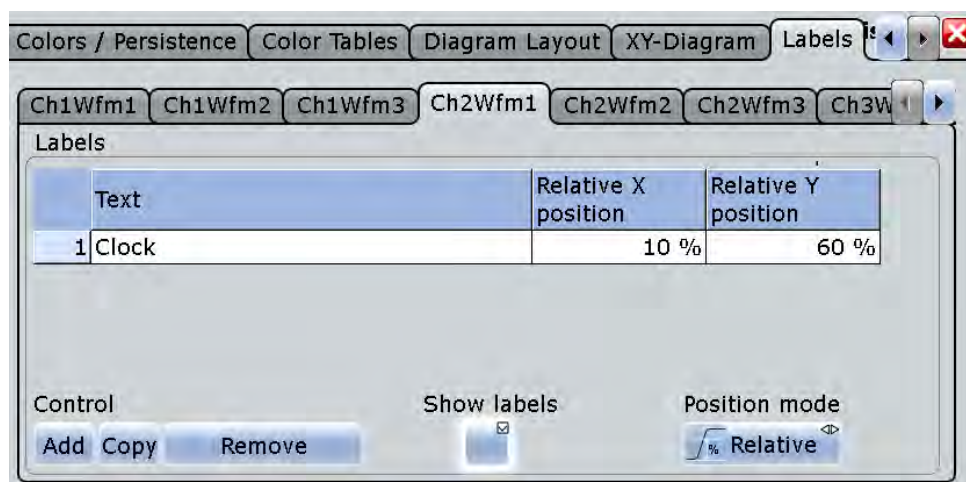 Colors / Persistence Color Tables Diagram Layout XY-Diagram Labels
Ch1Wfm1 Ch1Wfm2 Ch1Wfm3 Ch2Wfm1 Ch2Wfm2 Ch2Wfm3 Ch3W
Labels
Text Relative X position Relative Y position
1 Clock 10 % 60 %
Control Show labels Position mode
Add Copy Remove % Relative